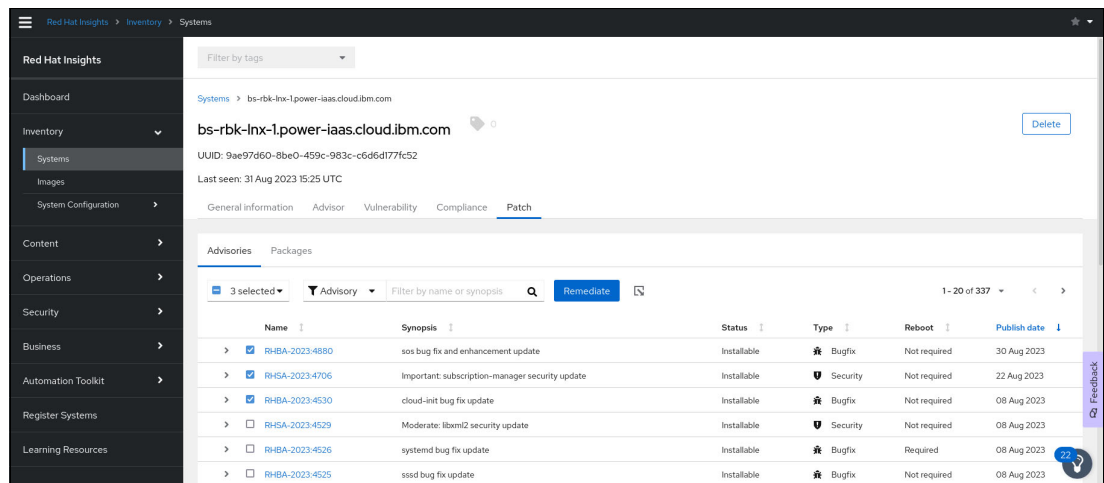 Red Hat Insights > Inventory > Systems
Red Hat Insights
Dashboard
Inventory
Systems
Images
System Configuration
Content
Operations
Security
Business
Automation Toolkit
Register Systems
Learning Resources
Filter by tags
Systems > bs-rbk-lnx-1.power-iaas.cloud.ibm.com
bs-rbk-lnx-1.power-iaas.cloud.ibm.com 0
Delete
UUID: 9ae97d60-8be0-459c-983c-c6d6d177fc52
Last seen: 31 Aug 2023 15:25 UTC
General information Advisor Vulnerability Compliance Patch
Advisories Packages
3 selected Advisory Filter by name or synopsis Remediate 1 - 20 of 337
Name Synopsis Status Type Reboot Publish date
RHBA-2023:4880 sos bug fix and enhancement update Installable Bugfix Not required 30 Aug 2023
RHSA-2023:4706 Important: subscription-manager security update Installable Security Not required 22 Aug 2023
RHBA-2023:4530 cloud-init bug fix update Installable Bugfix Not required 08 Aug 2023
RHSA-2023:4529 Moderate: libxml2 security update Installable Security Not required 08 Aug 2023
RHBA-2023:4526 systemd bug fix update Installable Bugfix Required 08 Aug 2023
RHBA-2023:4525 sssd bug fix update Installable Bugfix Not required 08 Aug 2023
Feedback
22